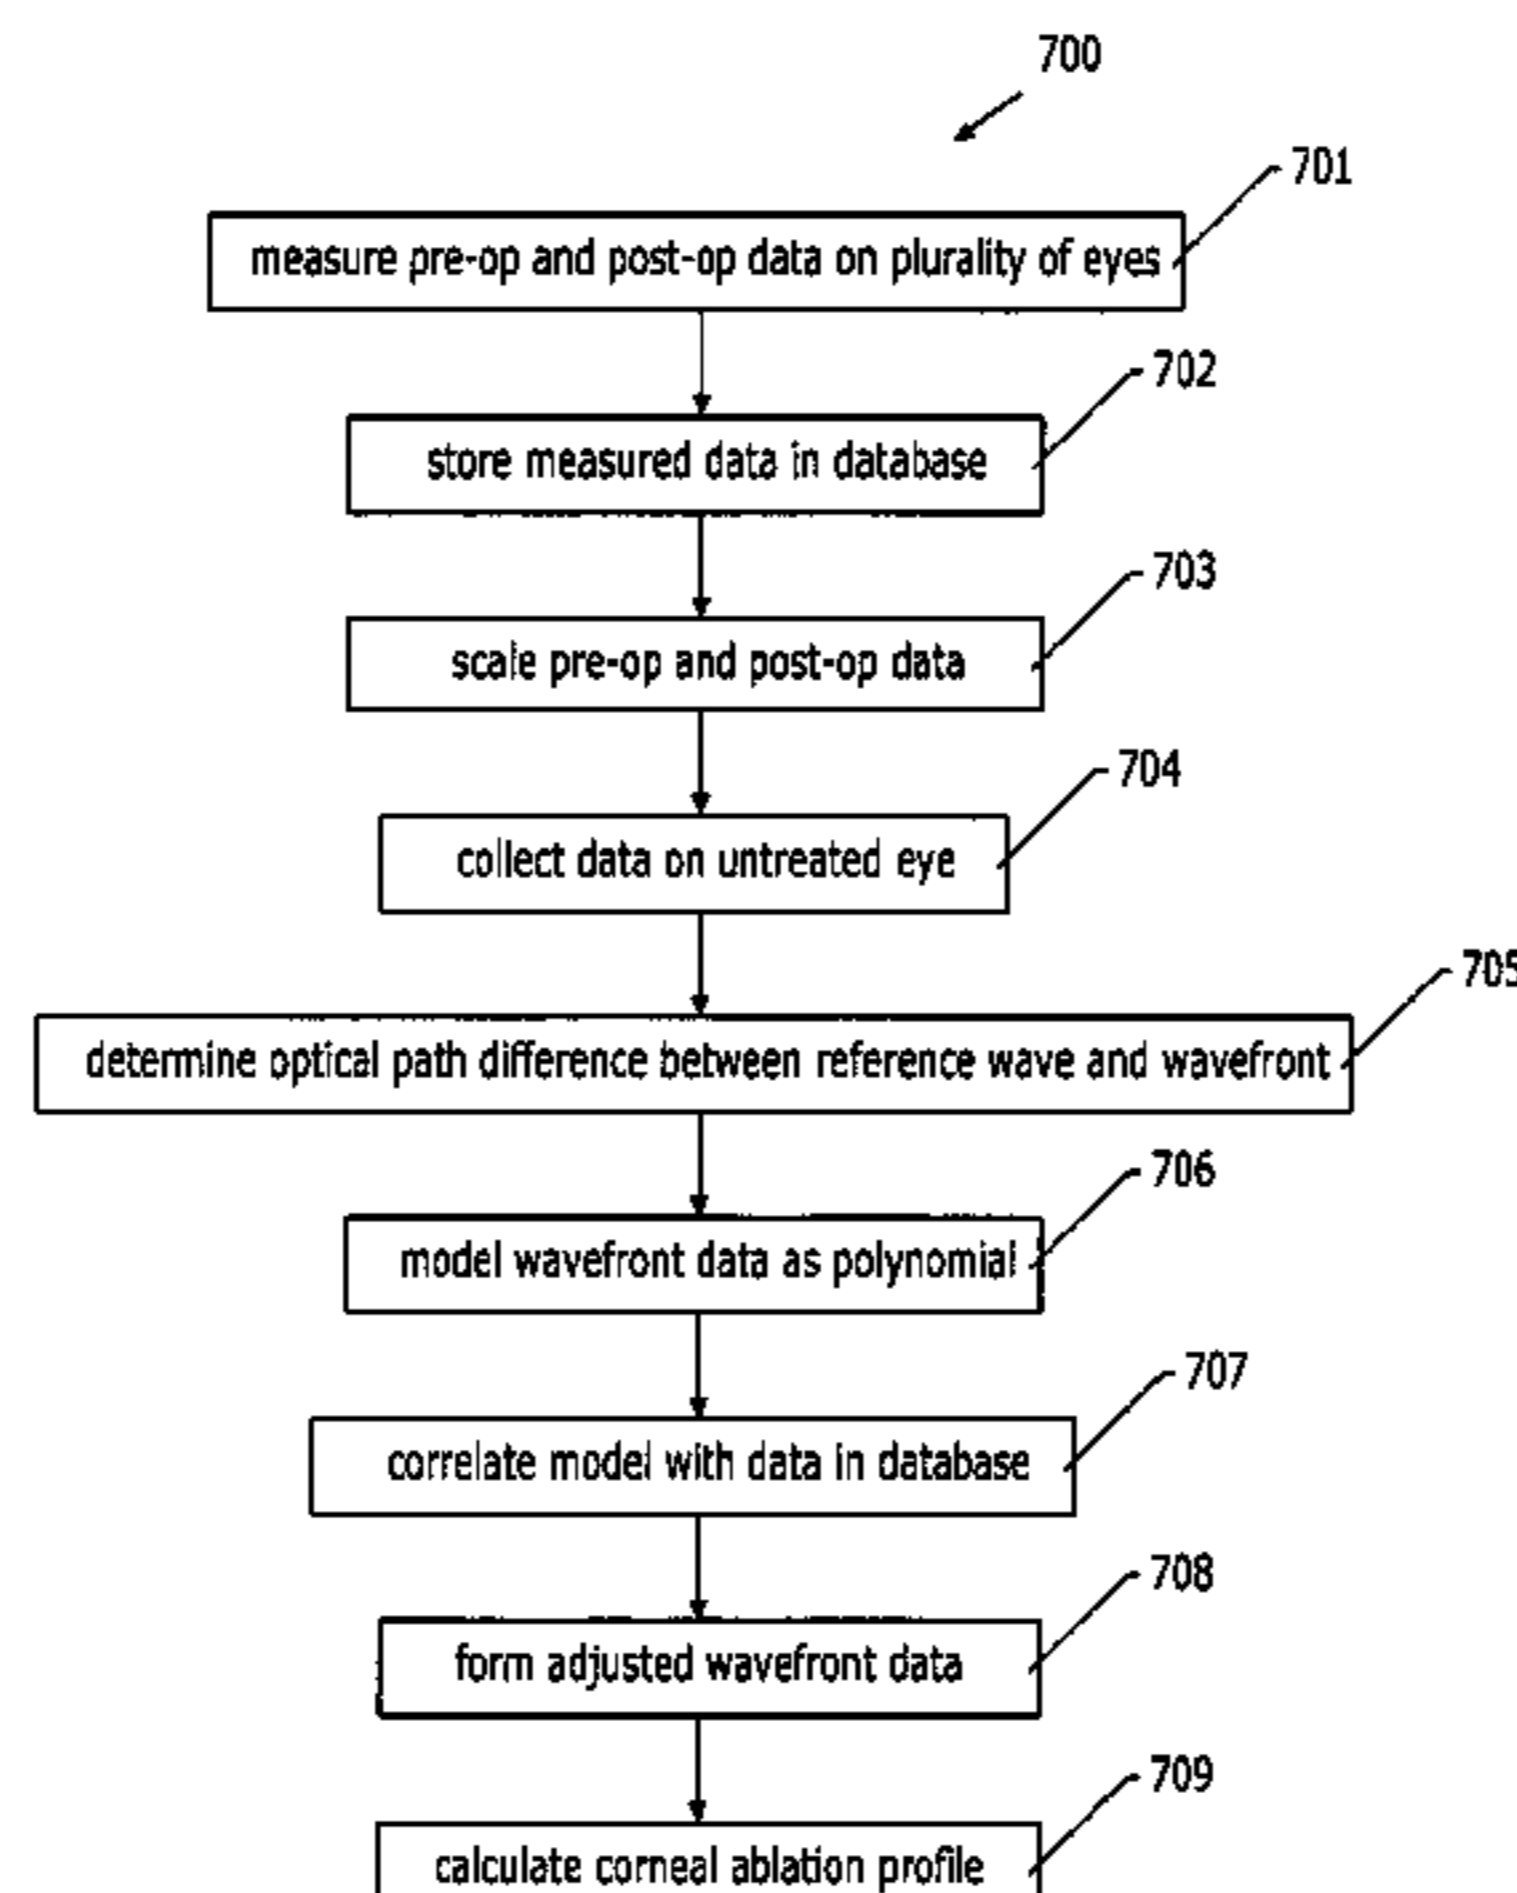 700
701
measure pre-op and post-op data on plurality of eyes
702
store measured data in database
703
scale pre-op and post-op data
704
collect data on untreated eye
705
determine optical path difference between reference wave and wavefront
706
model wavefront data as polynomial
707
correlate model with data in database
708
form adjusted wavefront data
709
calculate corneal ablation profile